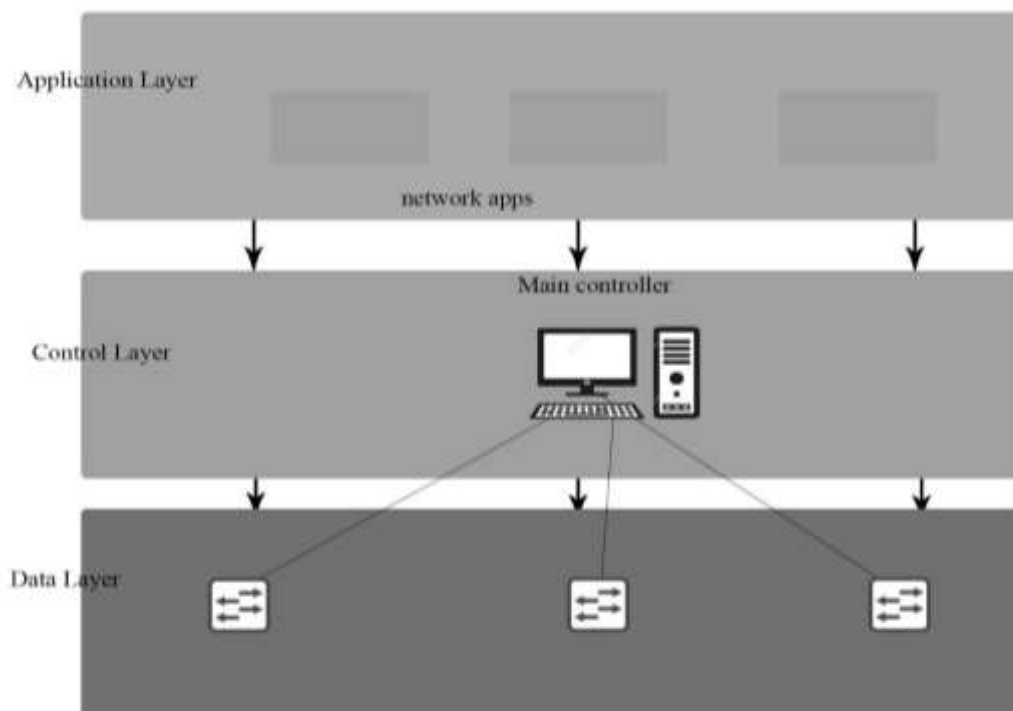 Application Layer
network apps
Main controller
Control Layer
Data Layer